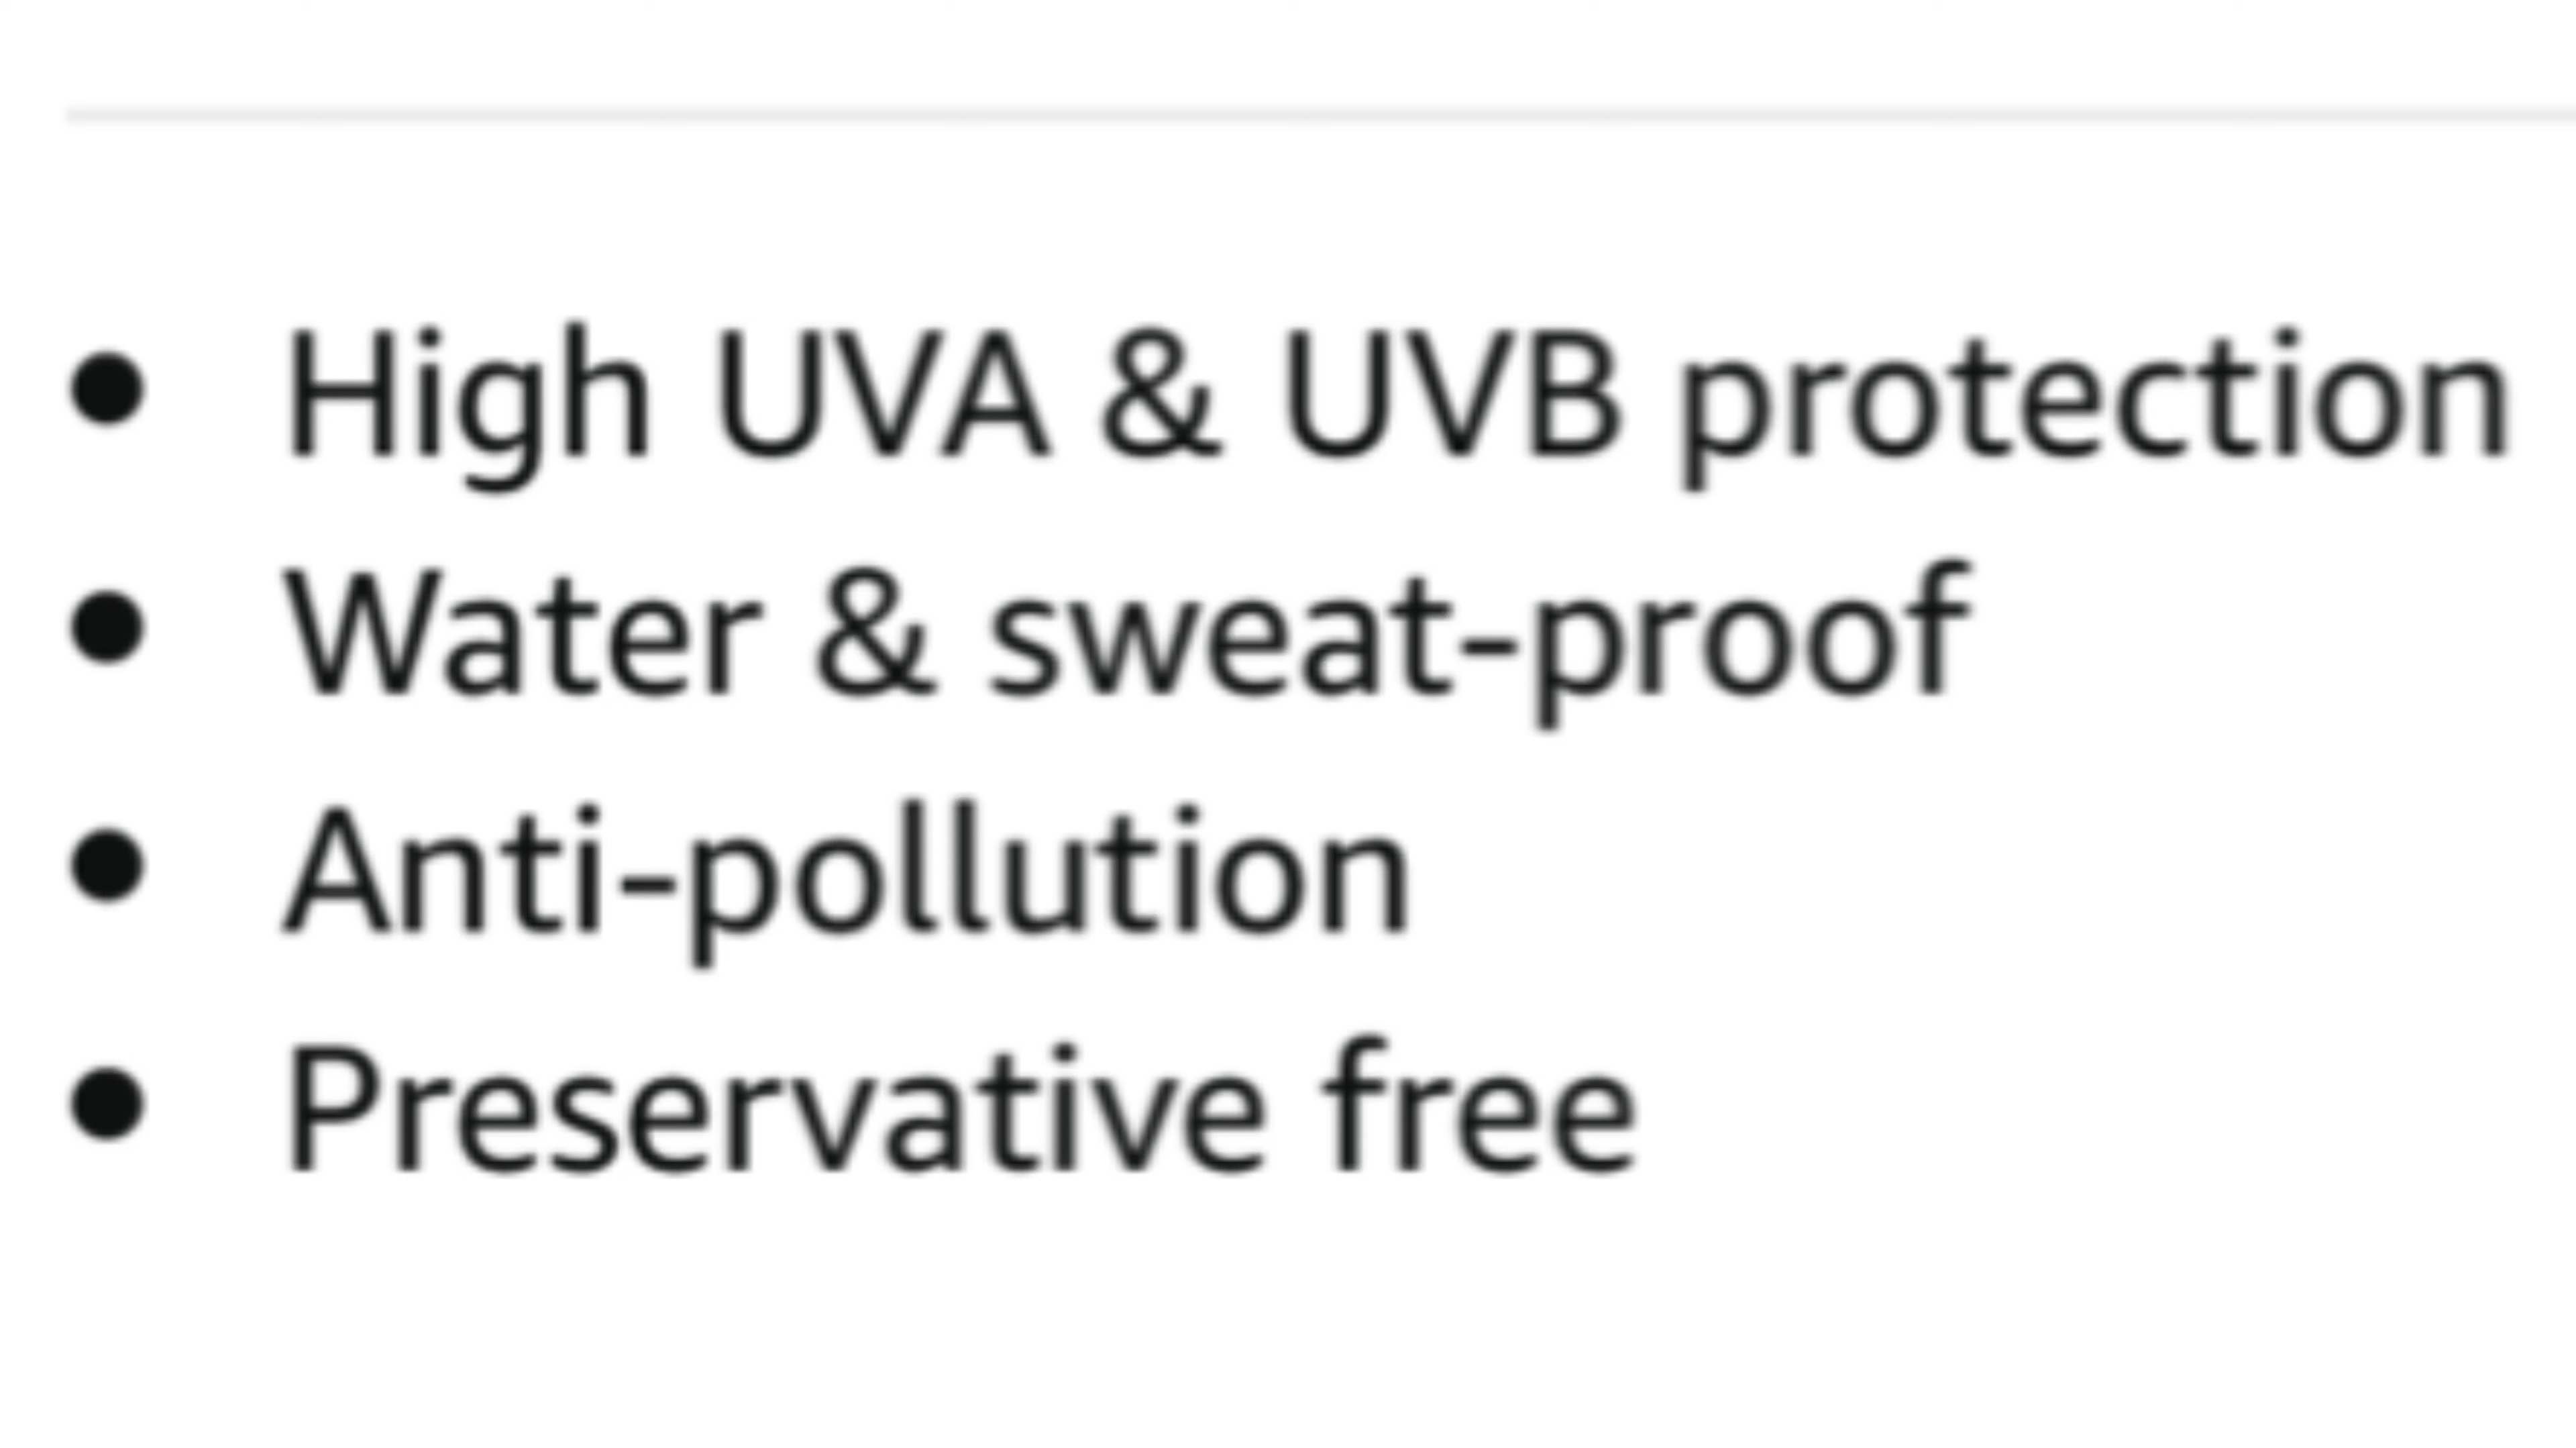 • High UVA & UVB protection
• Water & sweat-proof
• Anti-pollution
• Preservative free